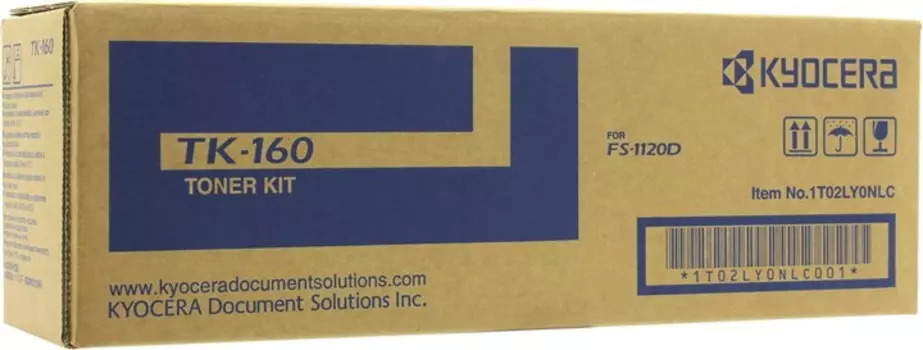 TK-160
KYOCERA
TK-160
TONER KIT
FOR
FS-1120D
Item No.1T02LY0NLC
*1T02LY0NLC001*
www.kyoceradocumentsolutions.com
KYOCERA Document Solutions Inc.